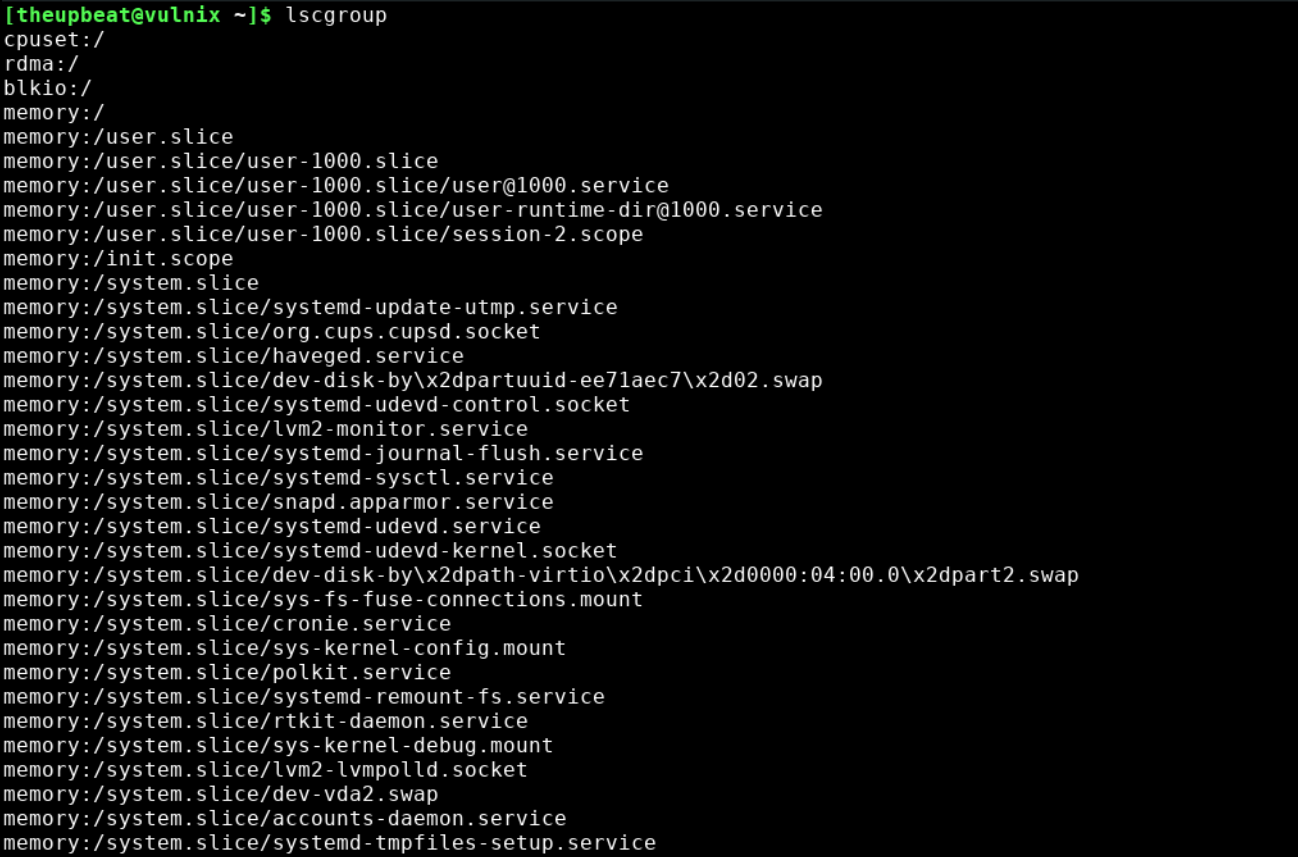 [theupbeat@vulnix ~]$ lscgroup
cpuset:/
rdma:/
blkio:/
memory:/
memory:/user.slice
memory:/user.slice/user-1000.slice
memory:/user.slice/user-1000.slice/user@1000.service
memory:/user.slice/user-1000.slice/user-runtime-dir@1000.service
memory:/user.slice/user-1000.slice/session-2.scope
memory:/init.scope
memory:/system.slice
memory:/system.slice/systemd-update-utmp.service
memory:/system.slice/org.cups.cupsd.socket
memory:/system.slice/haveged.service
memory:/system.slice/dev-disk-by\x2dpartuuid-ee71aec7\x2d02.swap
memory:/system.slice/systemd-udevd-control.socket
memory:/system.slice/lvm2-monitor.service
memory:/system.slice/systemd-journal-flush.service
memory:/system.slice/systemd-sysctl.service
memory:/system.slice/snapd.apparmor.service
memory:/system.slice/systemd-udevd.service
memory:/system.slice/systemd-udevd-kernel.socket
memory:/system.slice/dev-disk-by\x2dpath-virtio\x2dpci\x2d0000:04:00.0\x2dpart2.swap
memory:/system.slice/sys-fs-fuse-connections.mount
memory:/system.slice/cronie.service
memory:/system.slice/sys-kernel-config.mount
memory:/system.slice/polkit.service
memory:/system.slice/systemd-remount-fs.service
memory:/system.slice/rtkit-daemon.service
memory:/system.slice/sys-kernel-debug.mount
memory:/system.slice/lvm2-lvmpolld.socket
memory:/system.slice/dev-vda2.swap
memory:/system.slice/accounts-daemon.service
memory:/system.slice/systemd-tmpfiles-setup.service